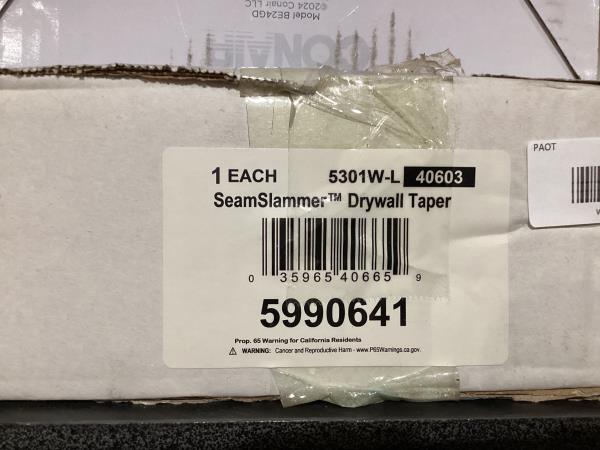 Model BE24GD
©2024 Conair LLC
CONAIR
PAOT
1 EACH 5301W-L 40603
SeamSlammer™ Drywall Taper
0 35965 40665 9
5990641
Prop. 65 Warning for California Residents
⚠ WARNING: Cancer and Reproductive Harm - www.P65Warnings.ca.gov.